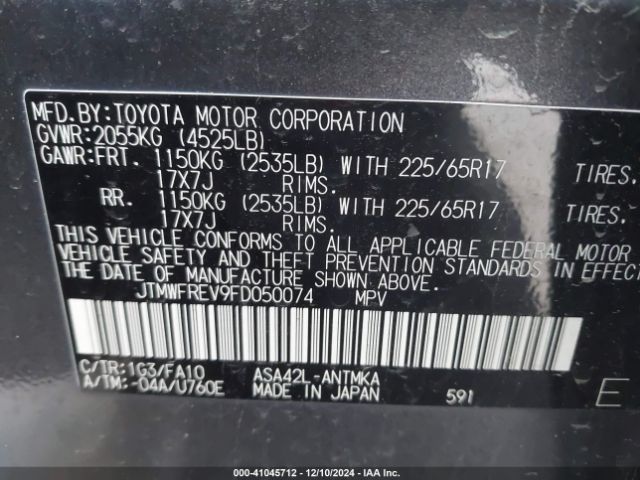 MFD.BY:TOYOTA MOTOR CORPORATION
GVWR:2055KG (4525LB)
GAWR:FRT. 1150KG (2535LB) WITH 225/65R17 TIRES.
17X7J RIMS.
RR. 1150KG (2535LB) WITH 225/65R17 TIRES.
17X7J RIMS.
THIS VEHICLE CONFORMS TO ALL APPLICABLE FEDERAL MOTOR
VEHICLE SAFETY AND THEFT PREVENTION STANDARDS IN EFFECT
THE DATE OF MANUFACTURE SHOWN ABOVE.
JTMWFREV9FD050074 MPV
C/TR:1G3/FA10 ASA42L-ANTMKA
A/TM:-04A/U760E MADE IN JAPAN 591 E
000-41045712 - 12/10/2024 - IAA Inc.